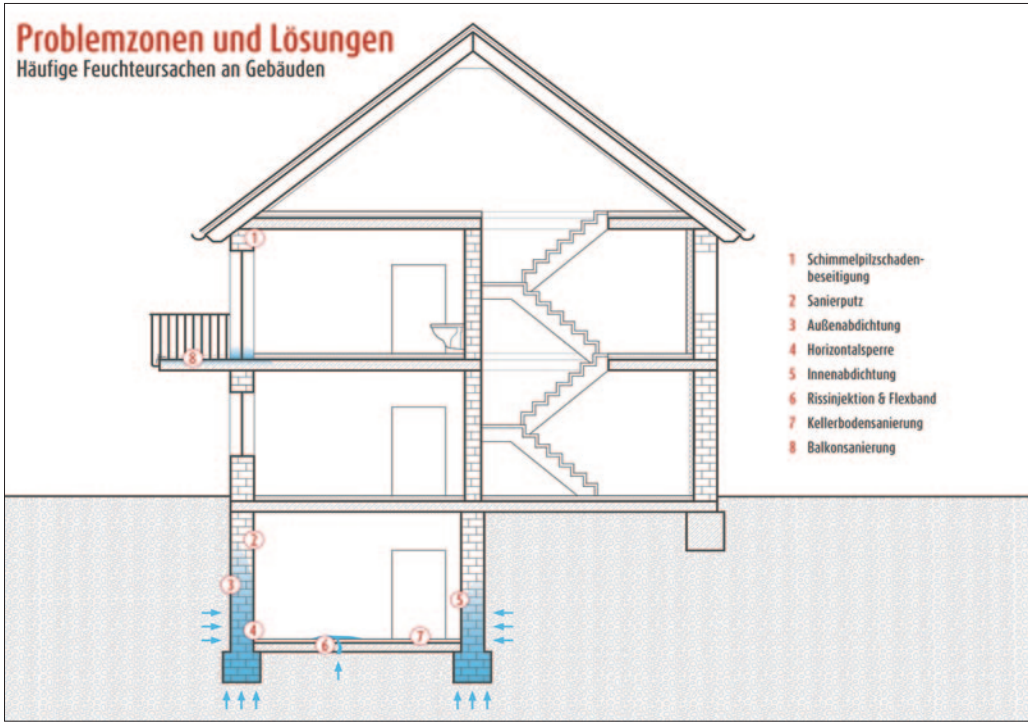 Problemzonen und Lösungen
Häufige Feuchteursachen an Gebäuden
1
8
2
3
4
5
6
7
1 Schimmelpilzschaden-
beseitigung
2 Sanierputz
3 Außenabdichtung
4 Horizontalsperre
5 Innenabdichtung
6 Rissinjektion & Flexband
7 Kellerbodensanierung
8 Balkonsanierung